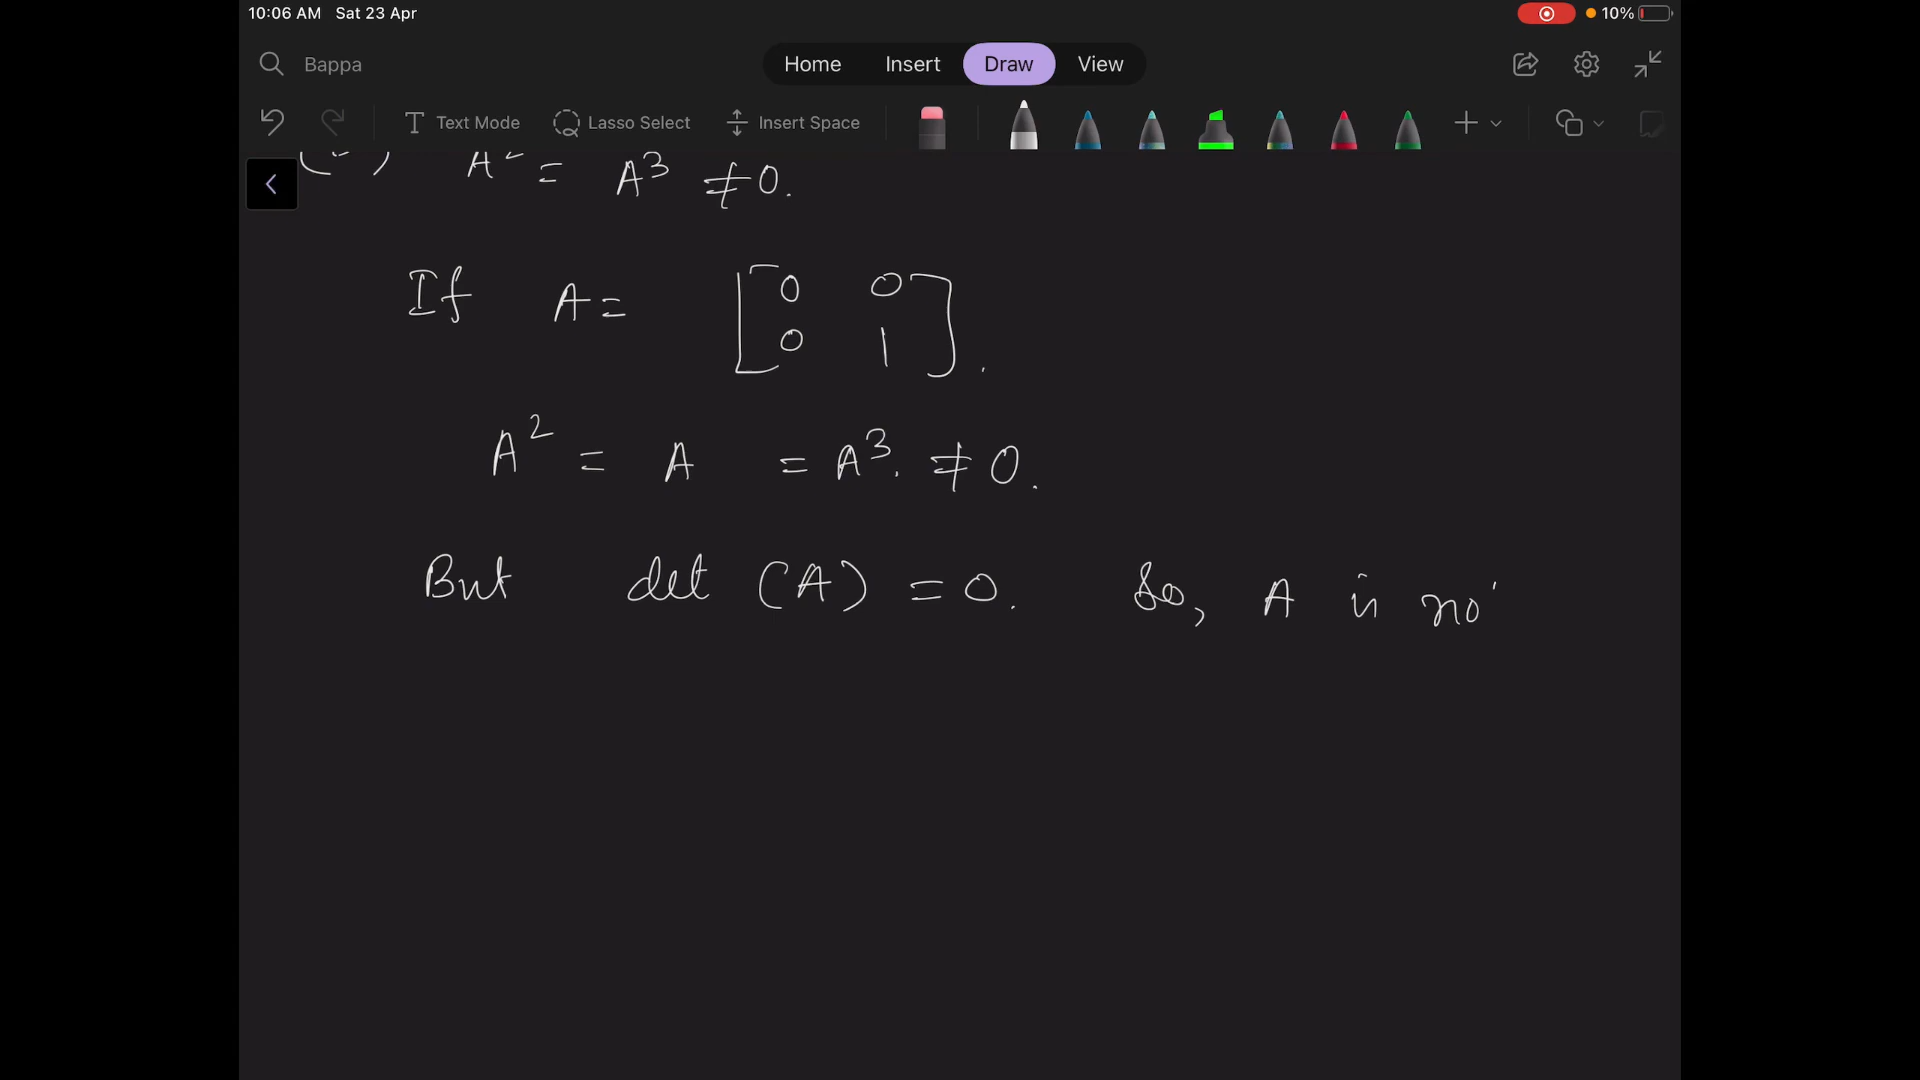 10:06 AM Sat 23 Apr 10%
Bappa Home Insert Draw View
Text Mode Lasso Select Insert Space
A² = A³ ≠ 0.
If A = [0 0
0 1].
A² = A = A³. ≠ 0.
But det (A) = 0. So, A is no